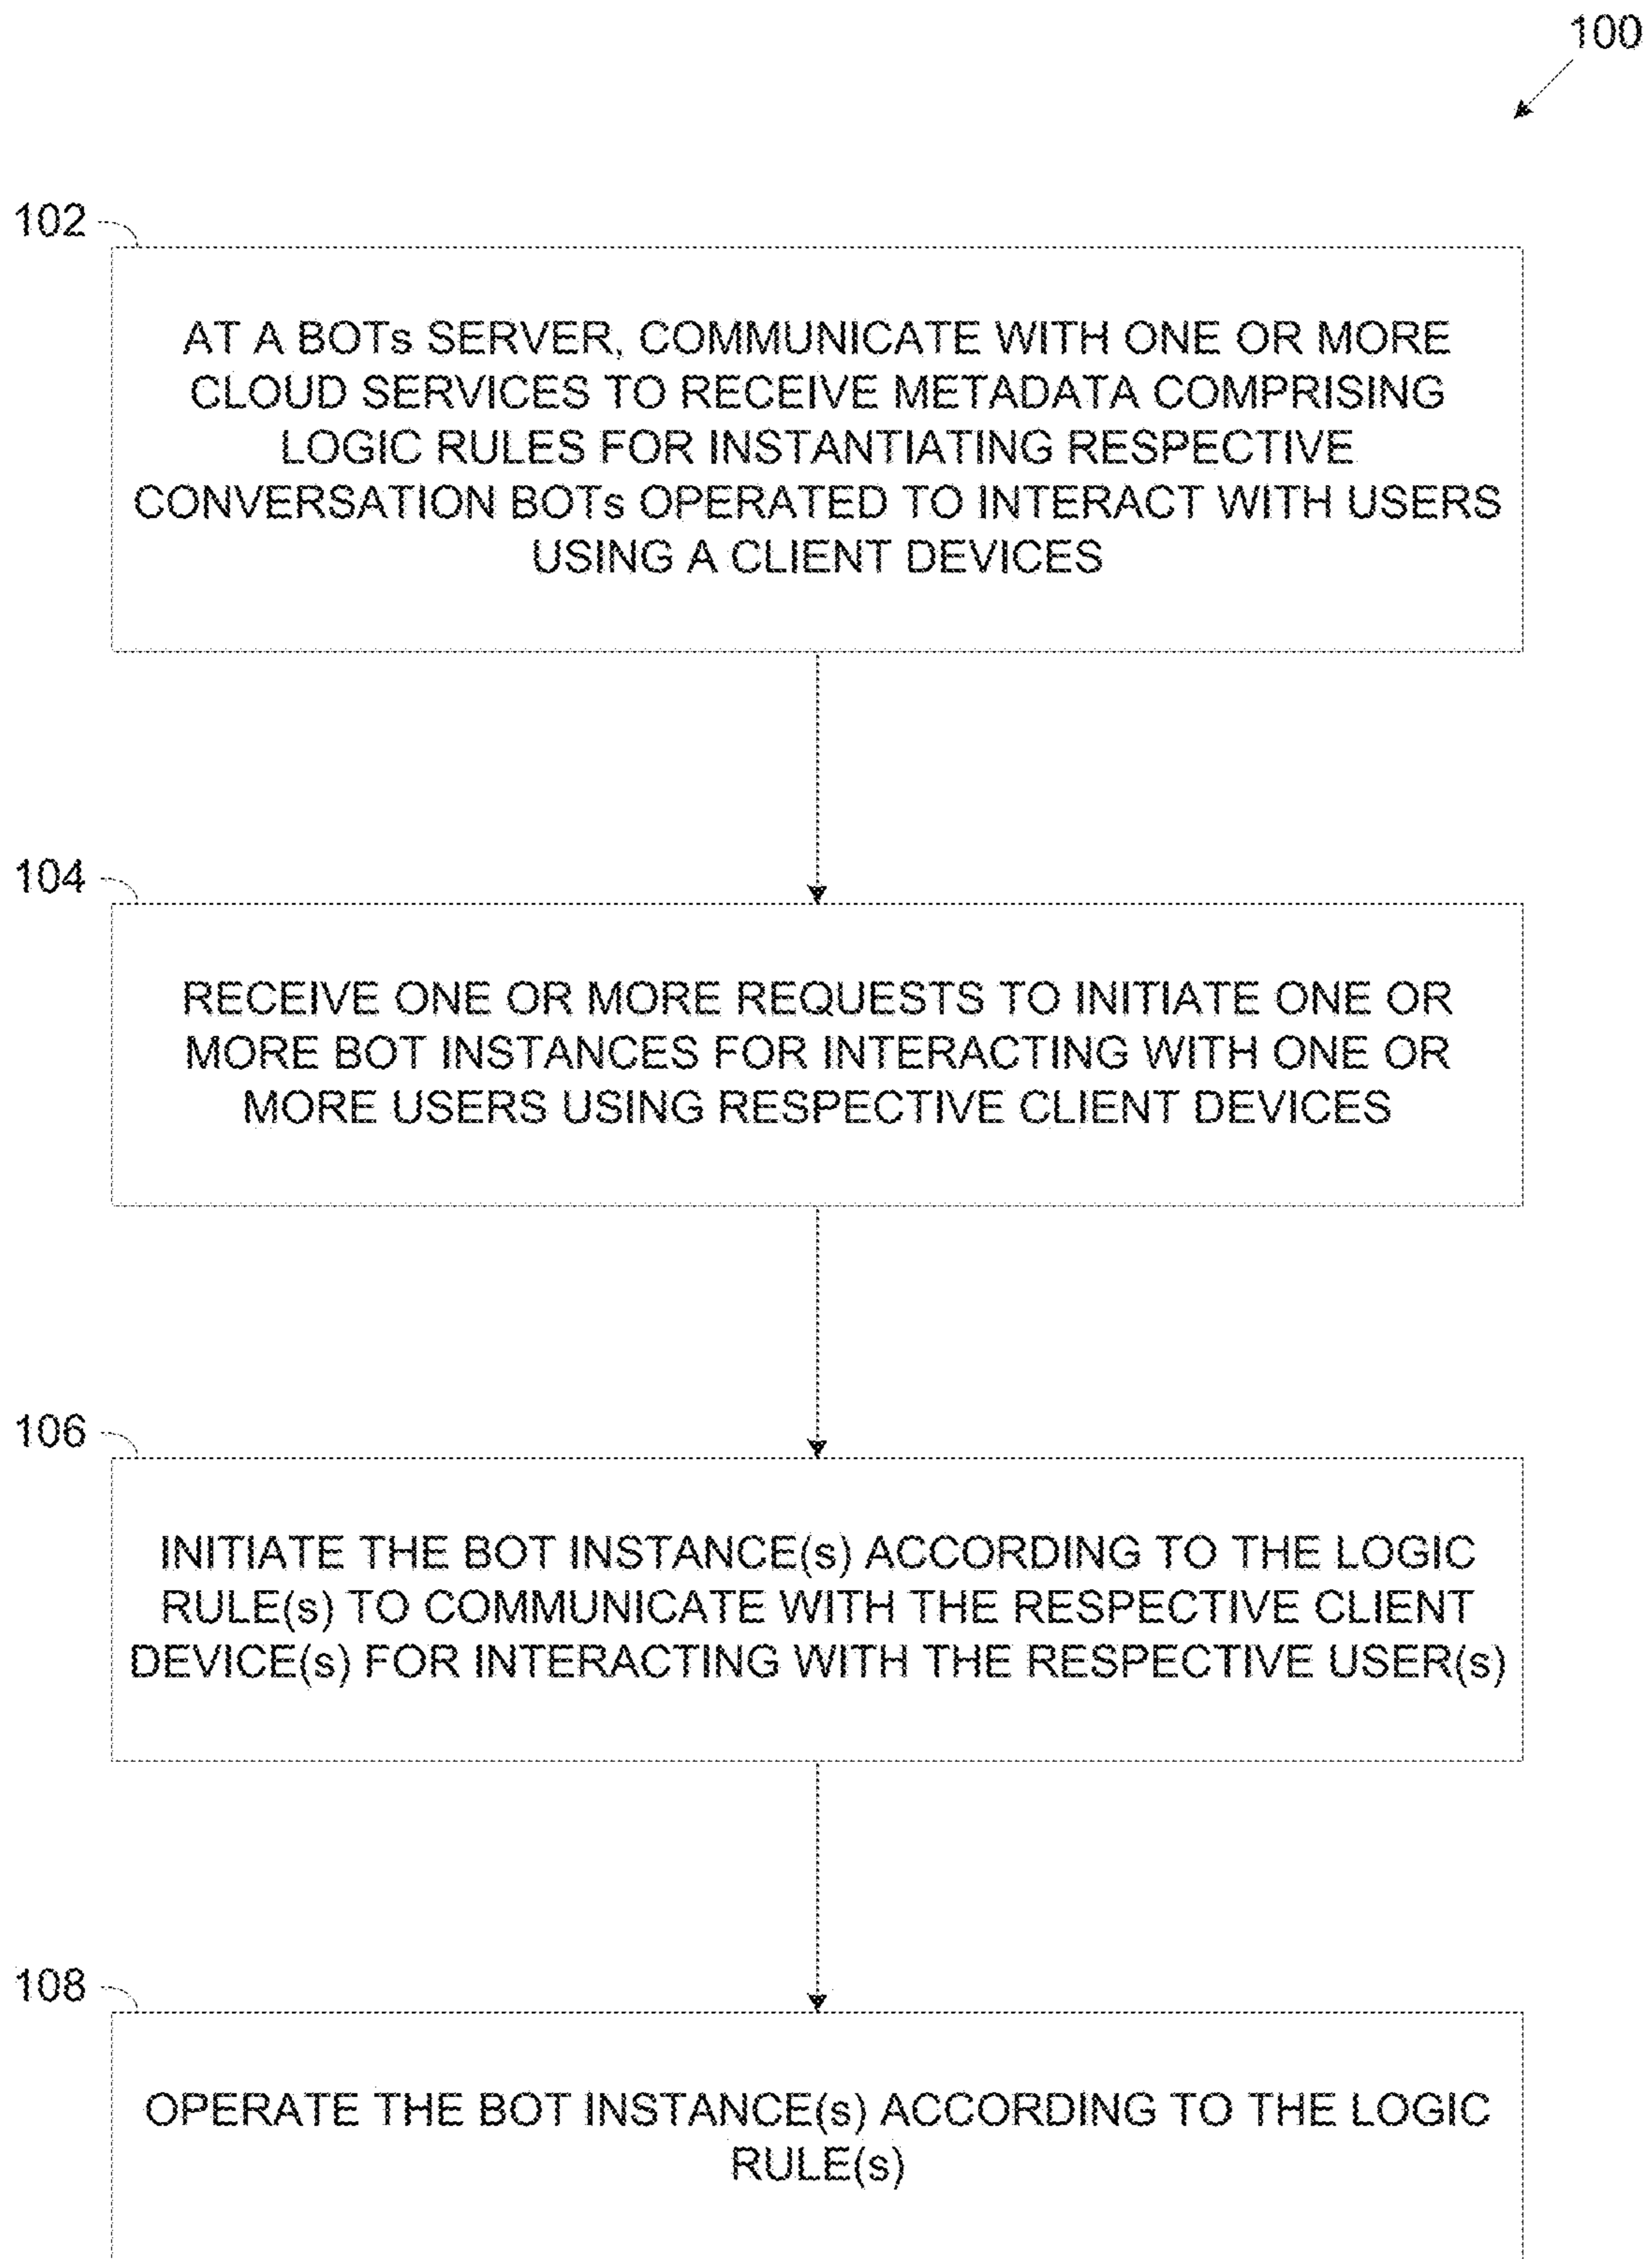 100
102
AT A BOTs SERVER, COMMUNICATE WITH ONE OR MORE
CLOUD SERVICES TO RECEIVE METADATA COMPRISING
LOGIC RULES FOR INSTANTIATING RESPECTIVE
CONVERSATION BOTs OPERATED TO INTERACT WITH USERS
USING A CLIENT DEVICES
104
RECEIVE ONE OR MORE REQUESTS TO INITIATE ONE OR
MORE BOT INSTANCES FOR INTERACTING WITH ONE OR
MORE USERS USING RESPECTIVE CLIENT DEVICES
106
INITIATE THE BOT INSTANCE(s) ACCORDING TO THE LOGIC
RULE(s) TO COMMUNICATE WITH THE RESPECTIVE CLIENT
DEVICE(s) FOR INTERACTING WITH THE RESPECTIVE USER(s)
108
OPERATE THE BOT INSTANCE(s) ACCORDING TO THE LOGIC
RULE(s)